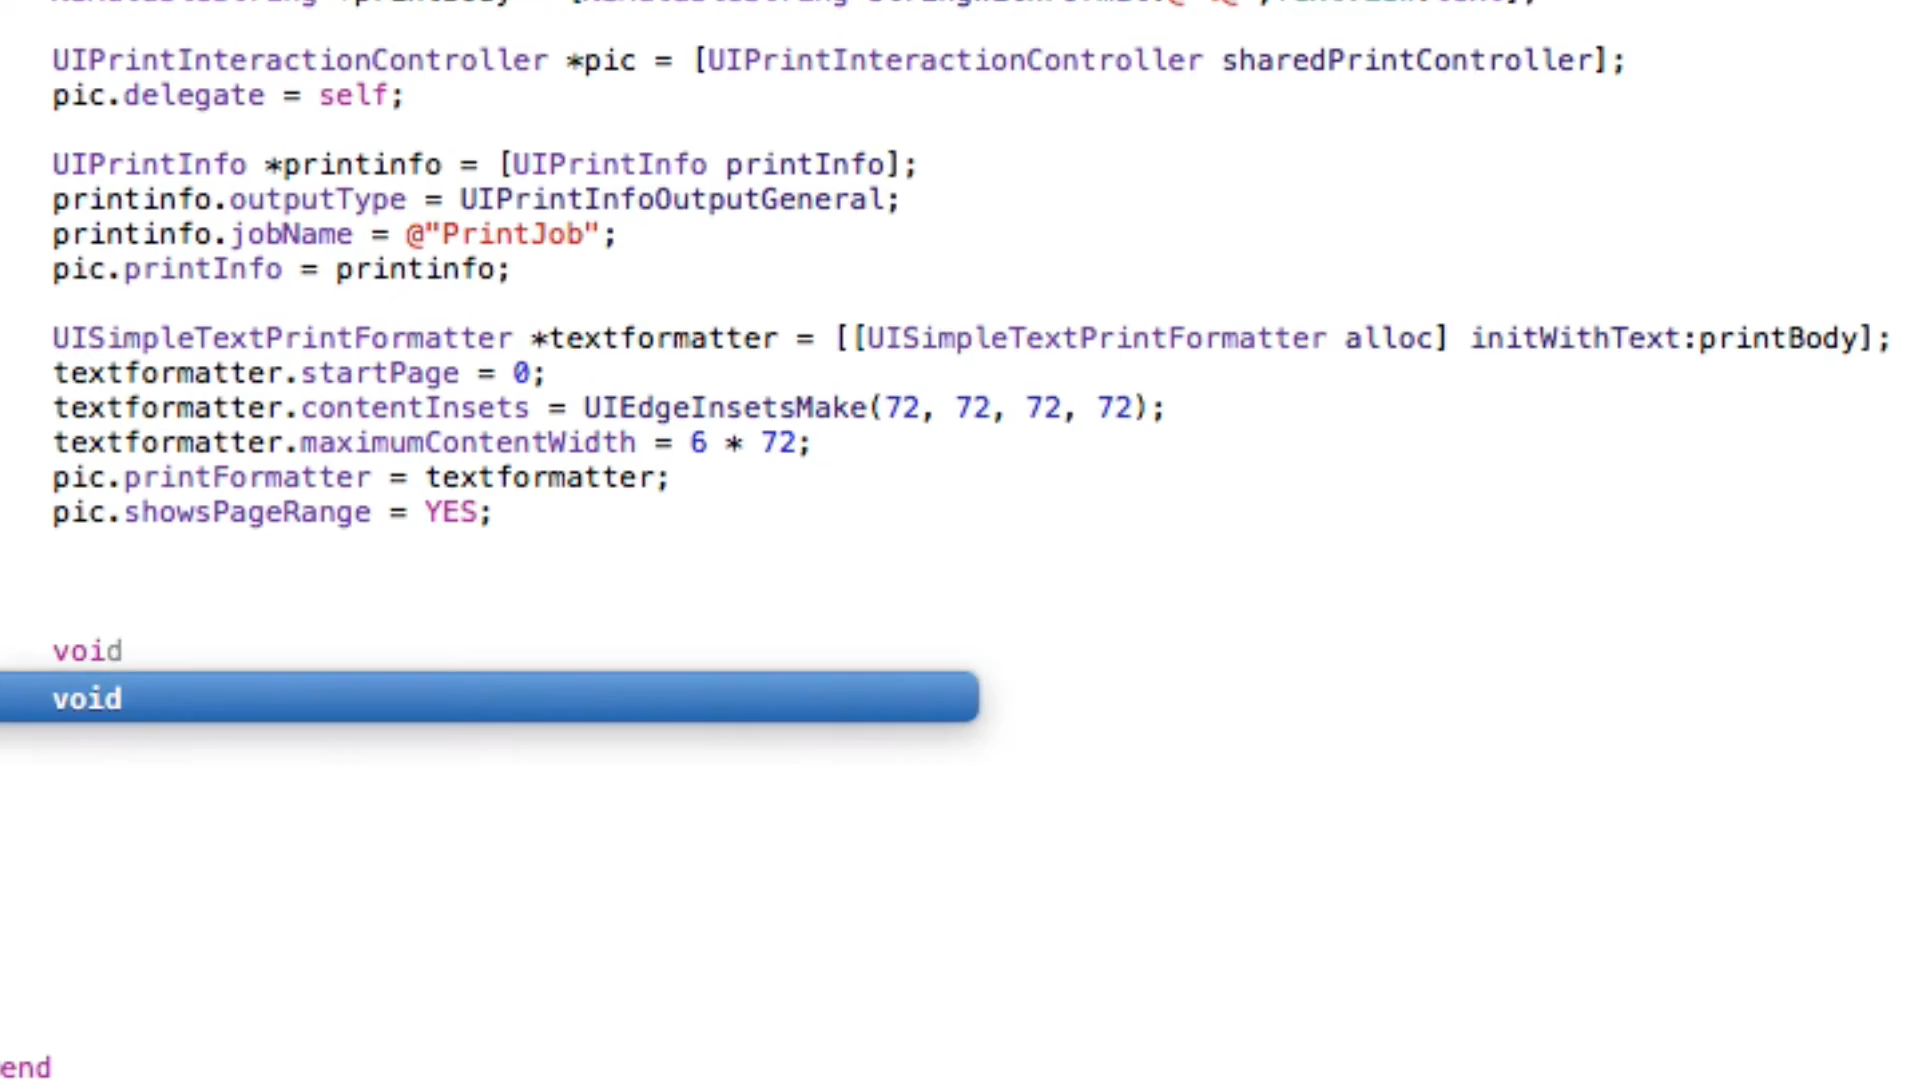 UIPrintInteractionController *pic = [UIPrintInteractionController sharedPrintController];
pic.delegate = self;
UIPrintInfo *printinfo = [UIPrintInfo printInfo];
printinfo.outputType = UIPrintInfoOutputGeneral;
printinfo.jobName = @"PrintJob";
pic.printInfo = printinfo;
UISimpleTextPrintFormatter *textformatter = [[UISimpleTextPrintFormatter alloc] initWithText:printBody];
textformatter.startPage = 0;
textformatter.contentInsets = UIEdgeInsetsMake(72, 72, 72, 72);
textformatter.maximumContentWidth = 6 * 72;
pic.printFormatter = textformatter;
pic.showsPageRange = YES;
void
void
end